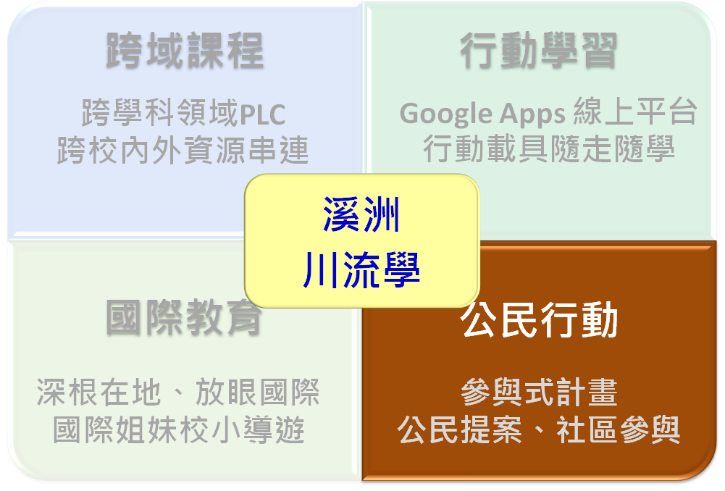 跨域課程
跨學科領域PLC
跨校內外資源串連
行動學習
Google Apps 線上平台
行動載具隨走隨學
溪洲
川流學
國際教育
深根在地、放眼國際
國際姐妹校小導遊
公民行動
參與式計畫
公民提案、社區參與